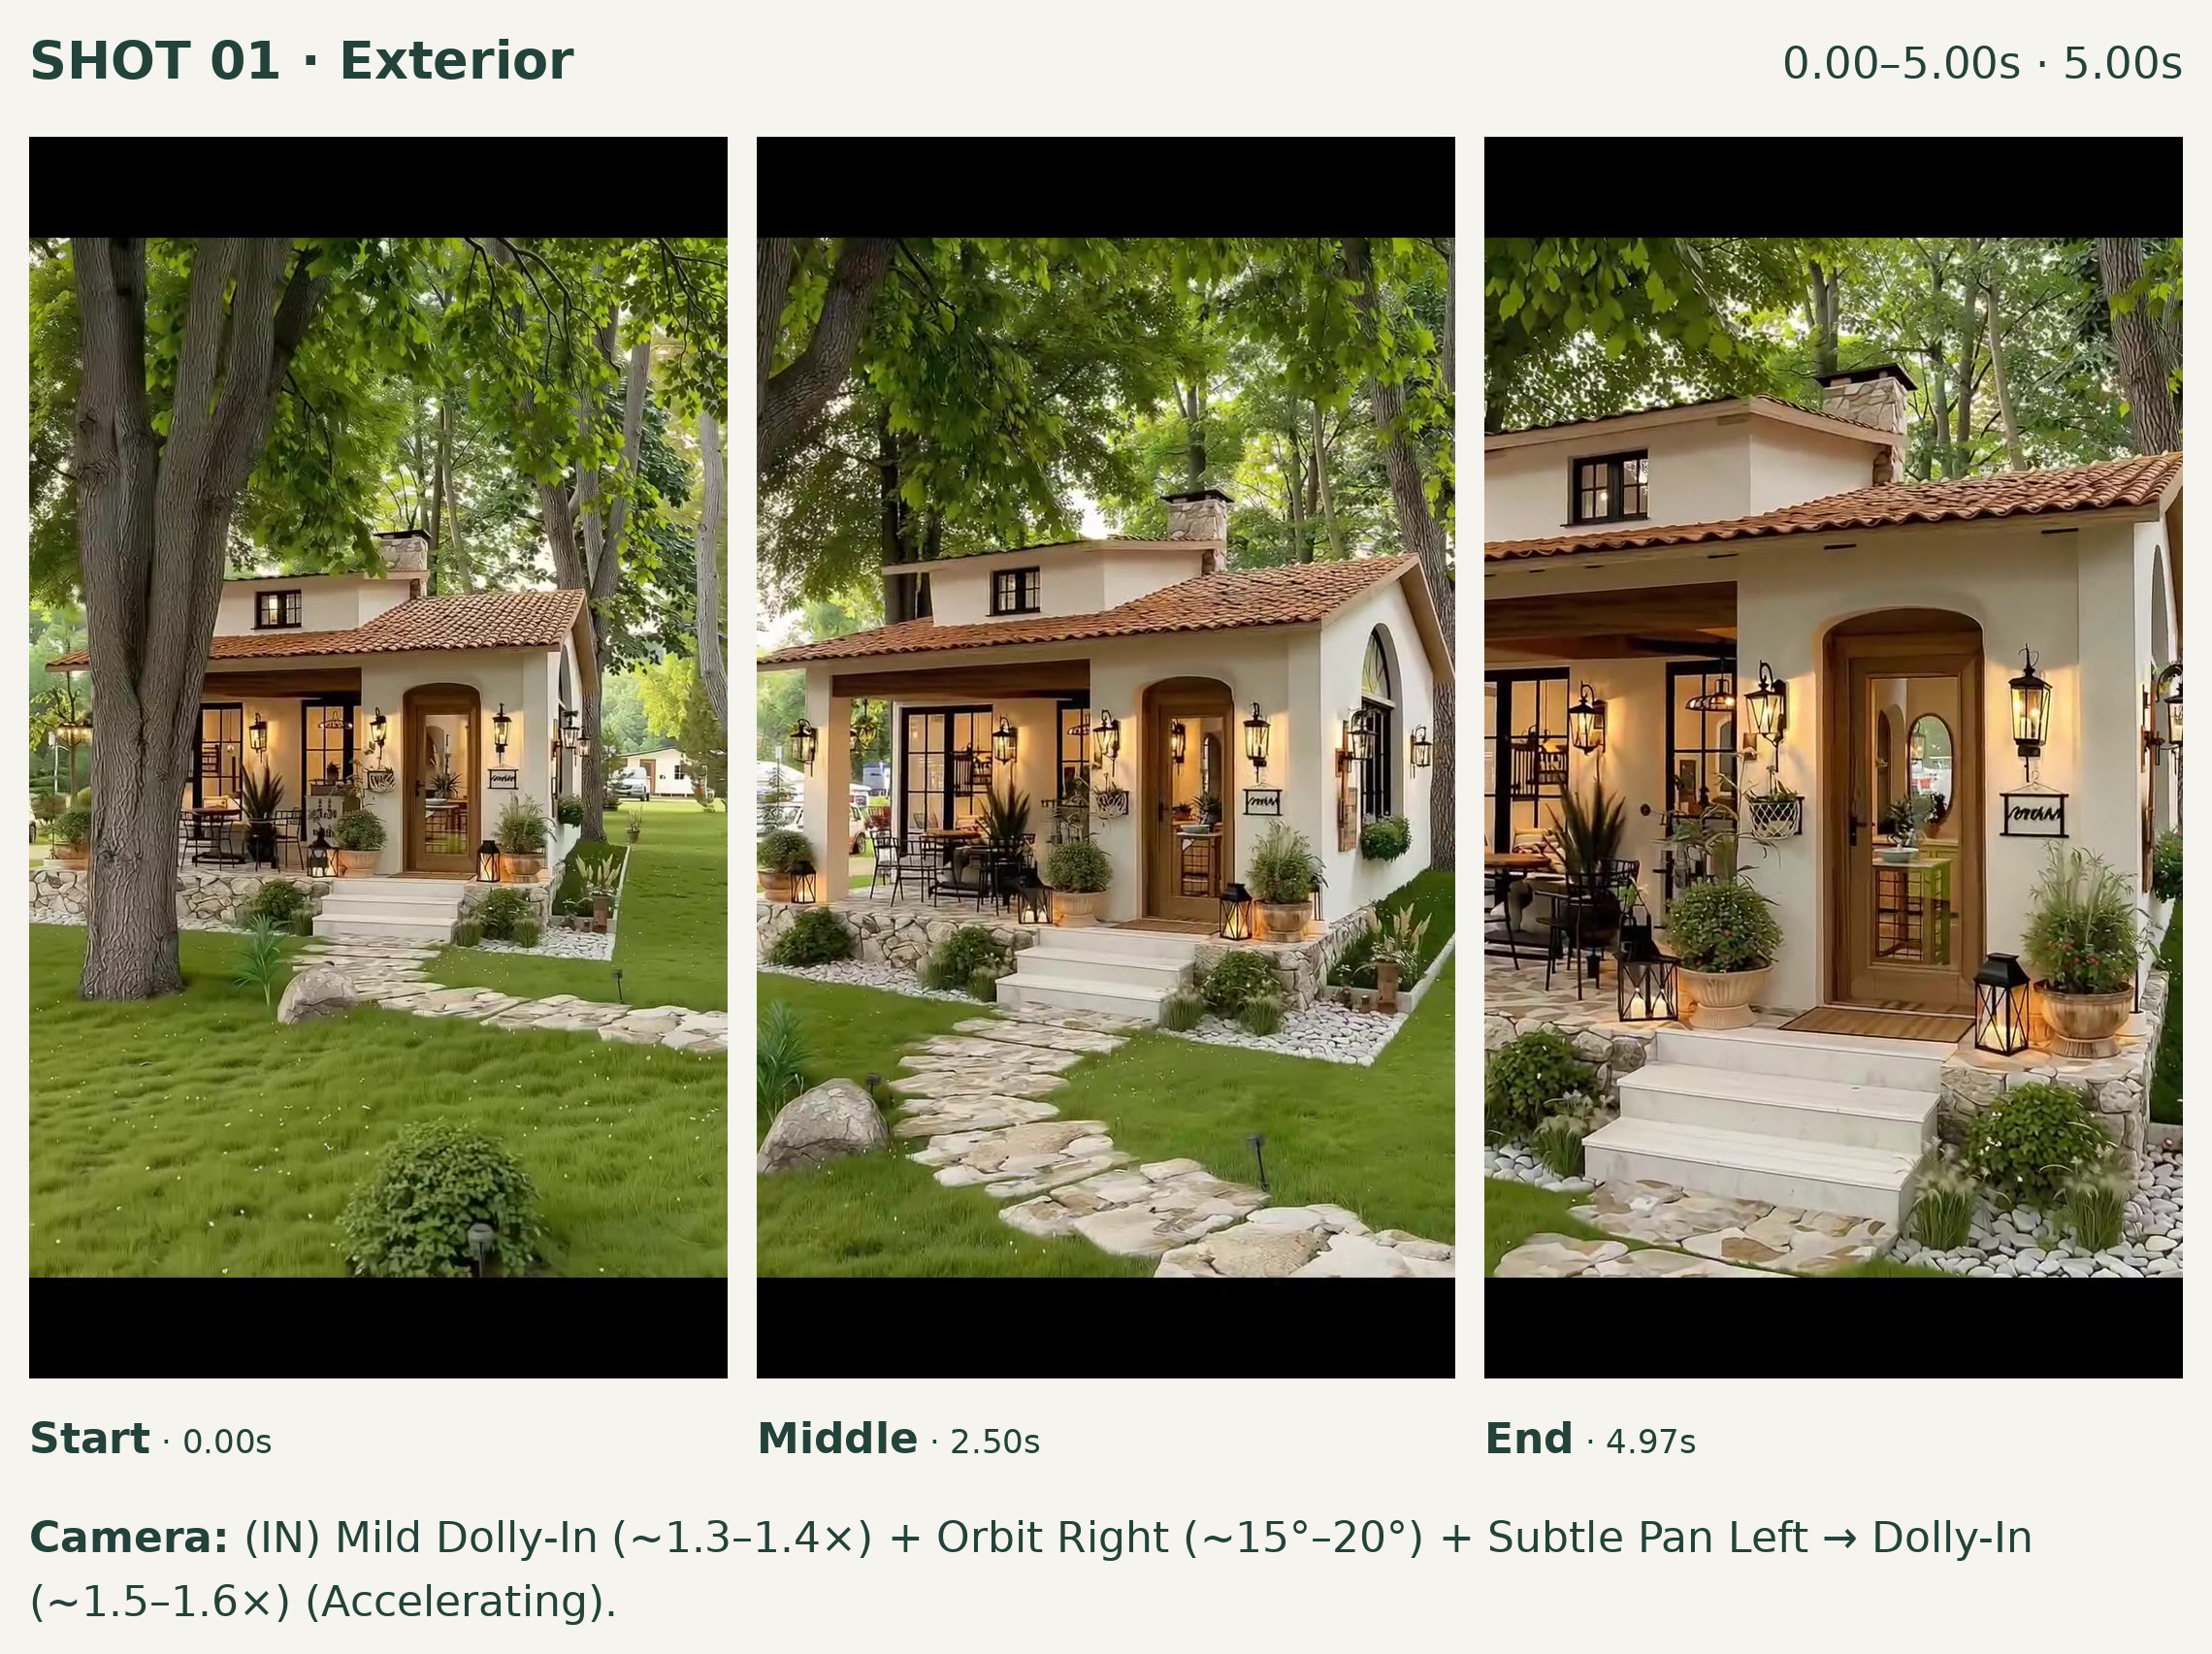 SHOT 01 · Exterior
0.00–5.00s · 5.00s
Start · 0.00s
Middle · 2.50s
End · 4.97s
Camera: (IN) Mild Dolly-In (~1.3–1.4×) + Orbit Right (~15°–20°) + Subtle Pan Left → Dolly-In
(~1.5–1.6×) (Accelerating).